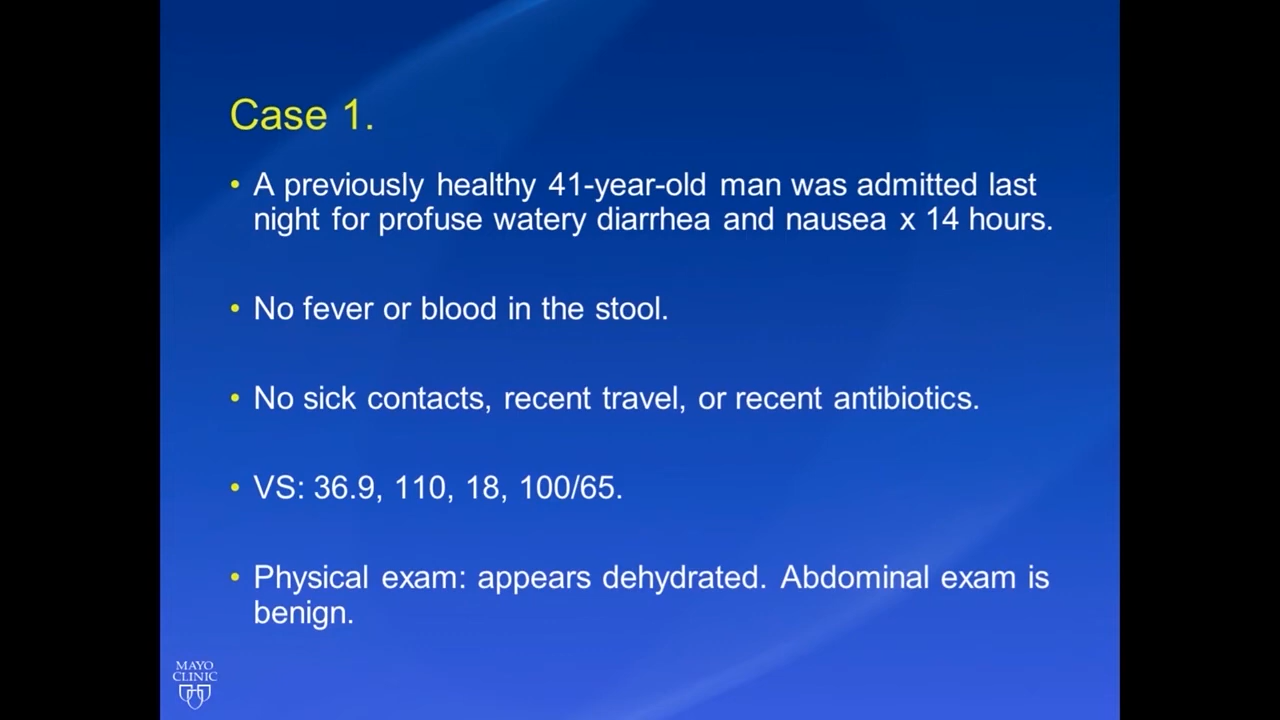 Case 1.
• A previously healthy 41-year-old man was admitted last
night for profuse watery diarrhea and nausea x 14 hours.
• No fever or blood in the stool.
• No sick contacts, recent travel, or recent antibiotics.
• VS: 36.9, 110, 18, 100/65.
• Physical exam: appears dehydrated. Abdominal exam is
benign.
MAYO
CLINIC